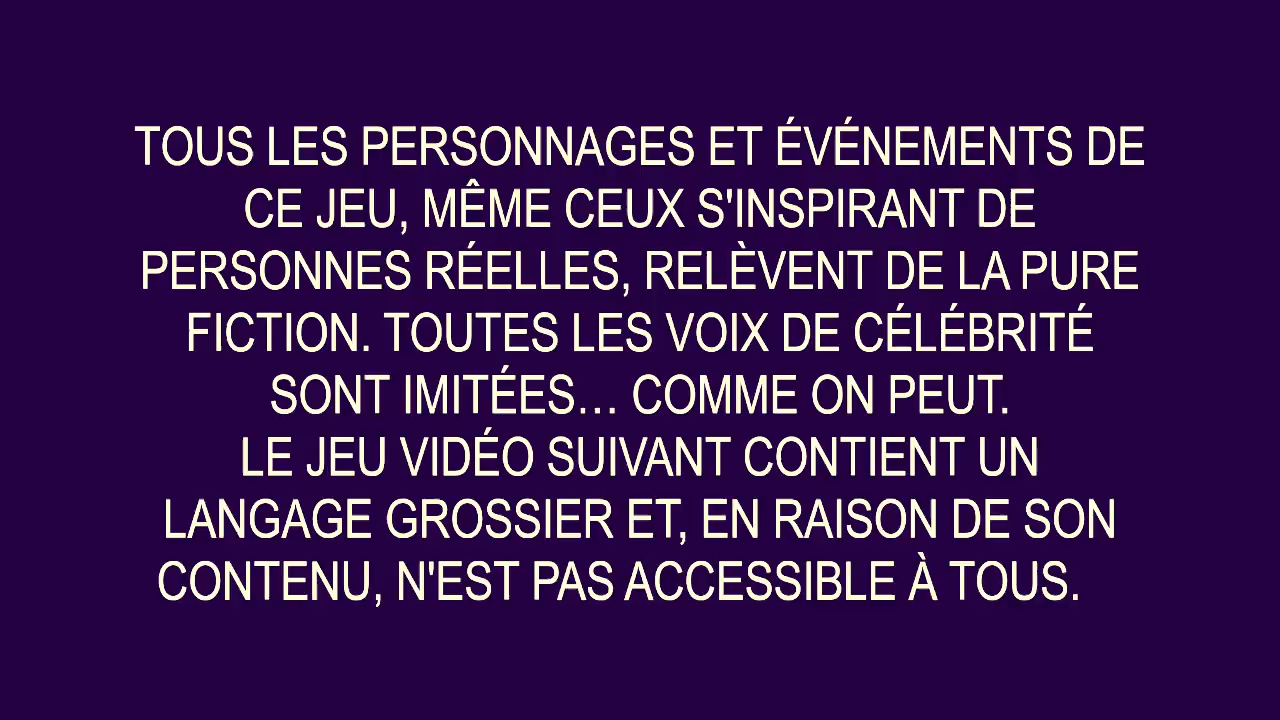 TOUS LES PERSONNAGES ET ÉVÉNEMENTS DE
CE JEU, MÊME CEUX S'INSPIRANT DE
PERSONNES RÉELLES, RELÈVENT DE LA PURE
FICTION. TOUTES LES VOIX DE CÉLÉBRITÉ
SONT IMITÉES... COMME ON PEUT.
LE JEU VIDÉO SUIVANT CONTIENT UN
LANGAGE GROSSIER ET, EN RAISON DE SON
CONTENU, N'EST PAS ACCESSIBLE À TOUS.